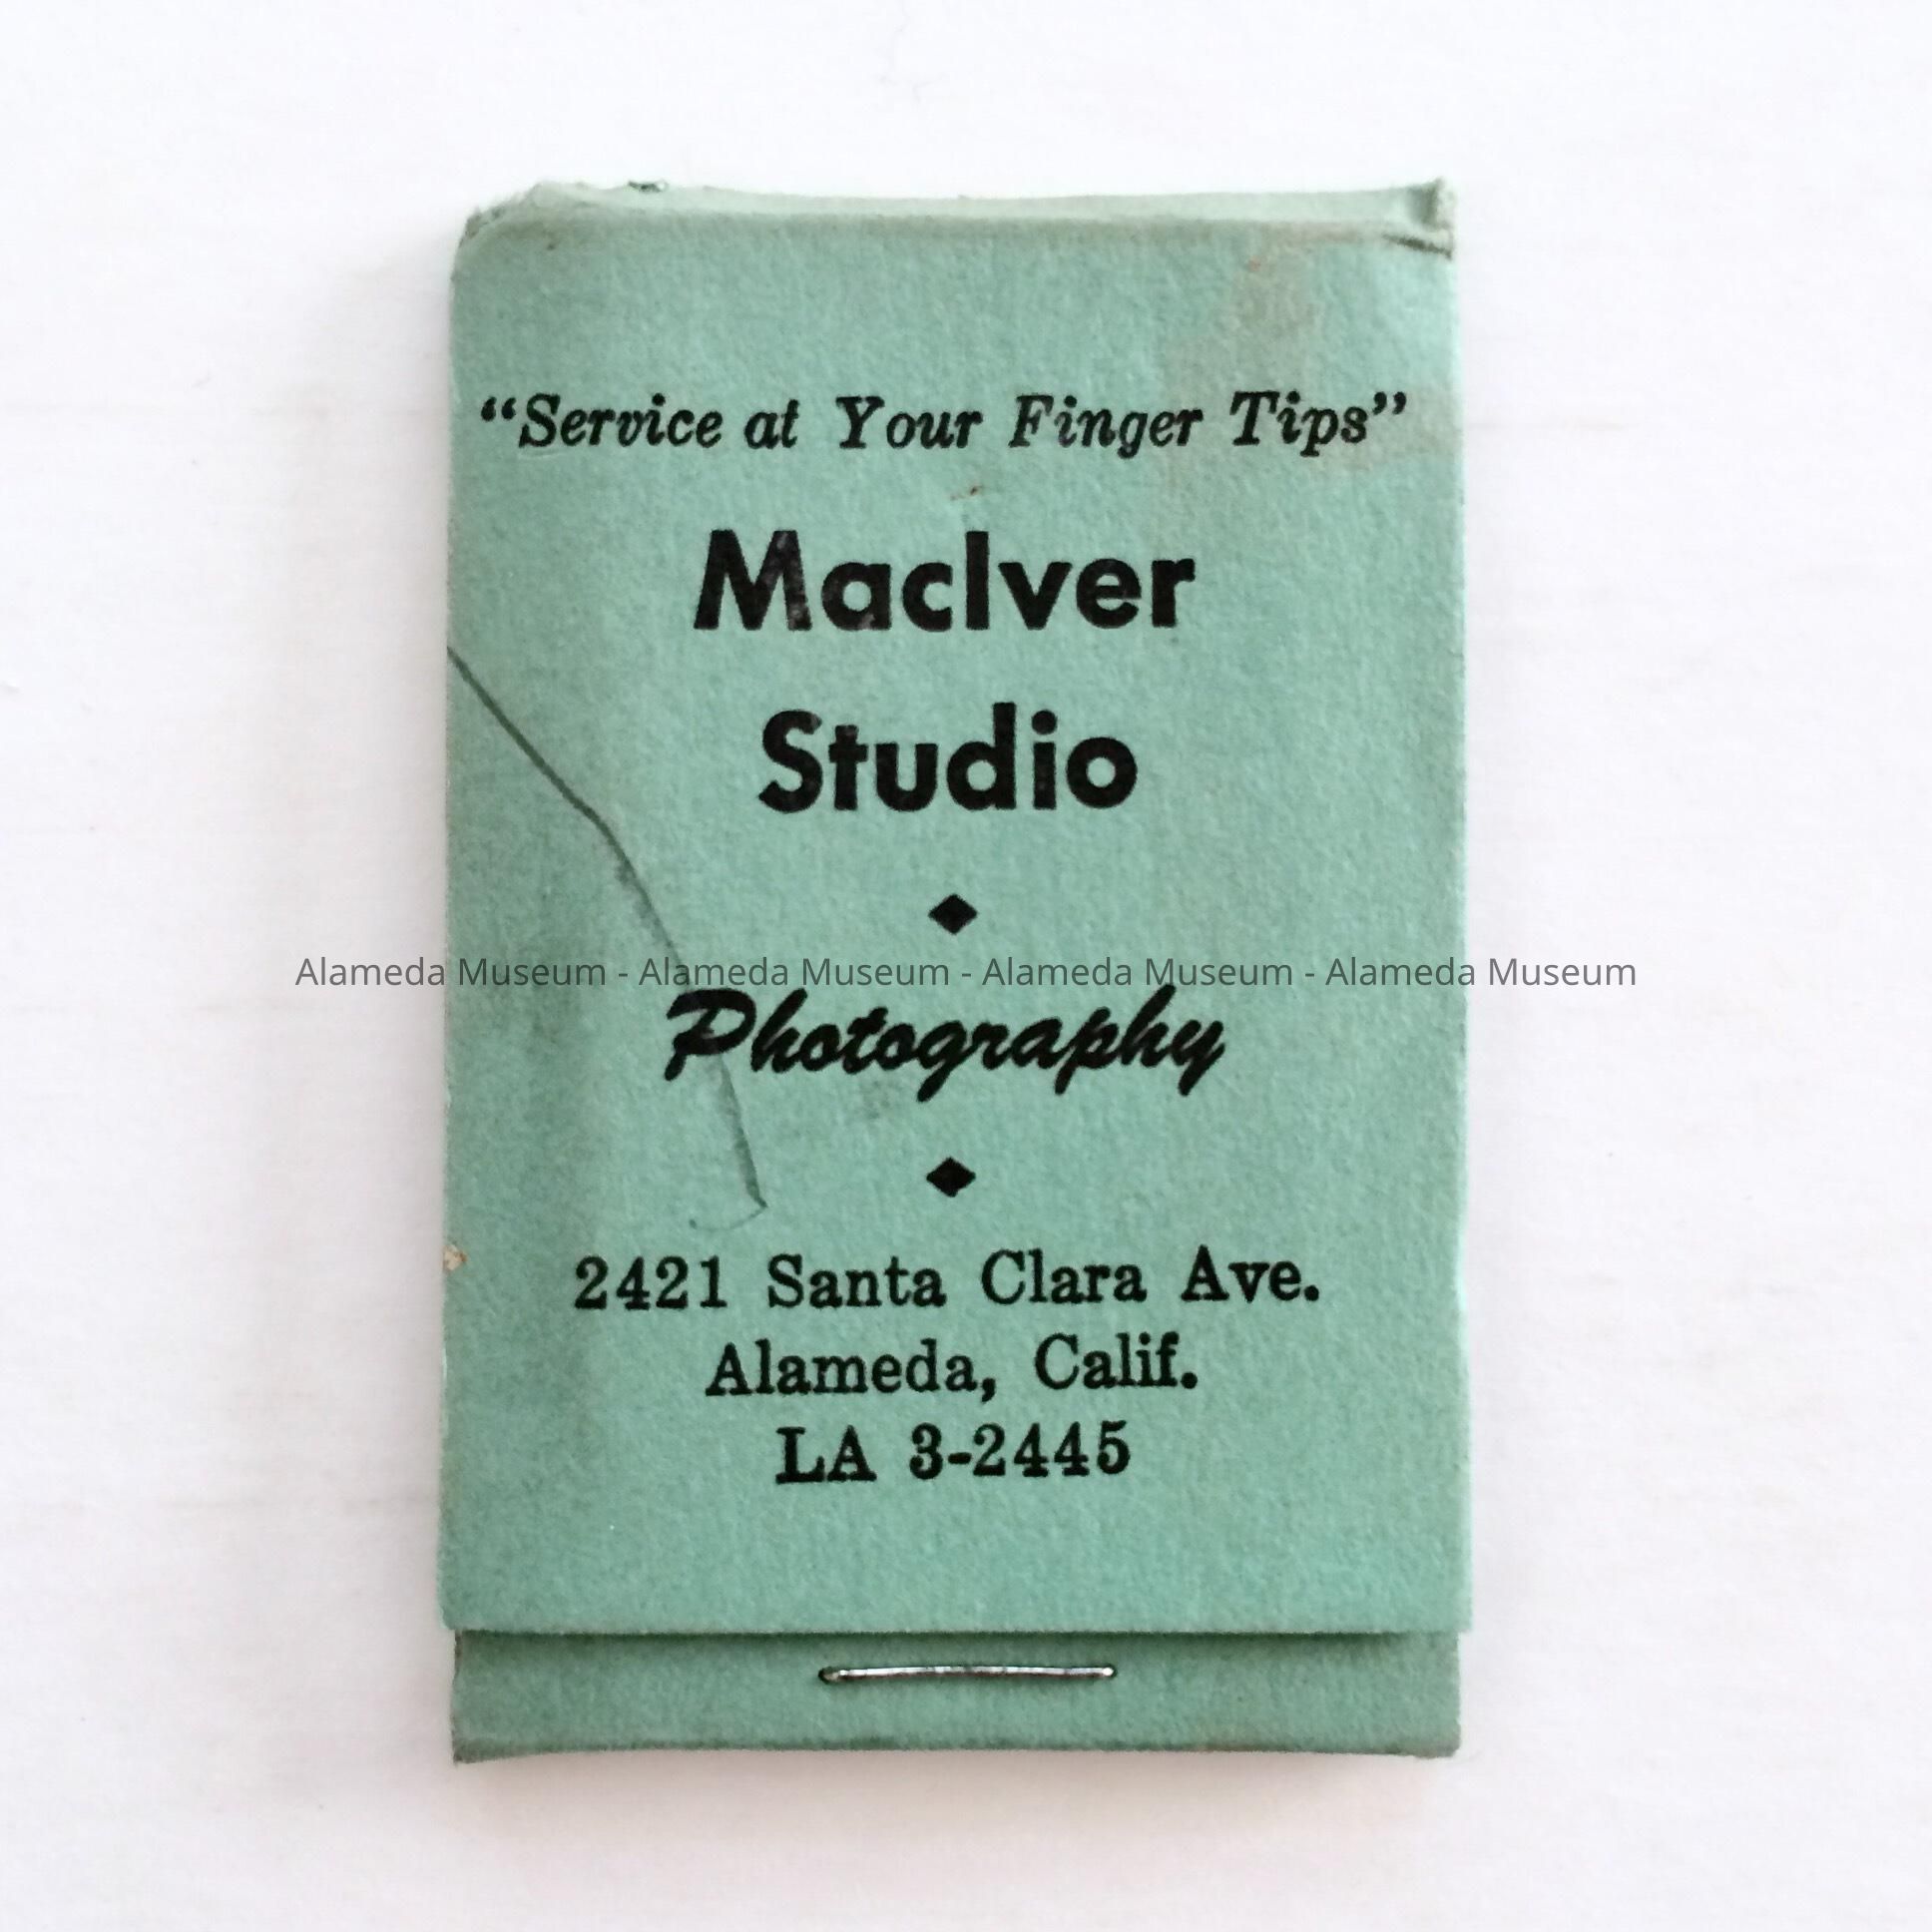 “Service at Your Finger Tips”
MacIver
Studio
Alameda Museum - Alameda Museum - Alameda Museum - Alameda Museum
Photography
2421 Santa Clara Ave.
Alameda, Calif.
LA 3-2445